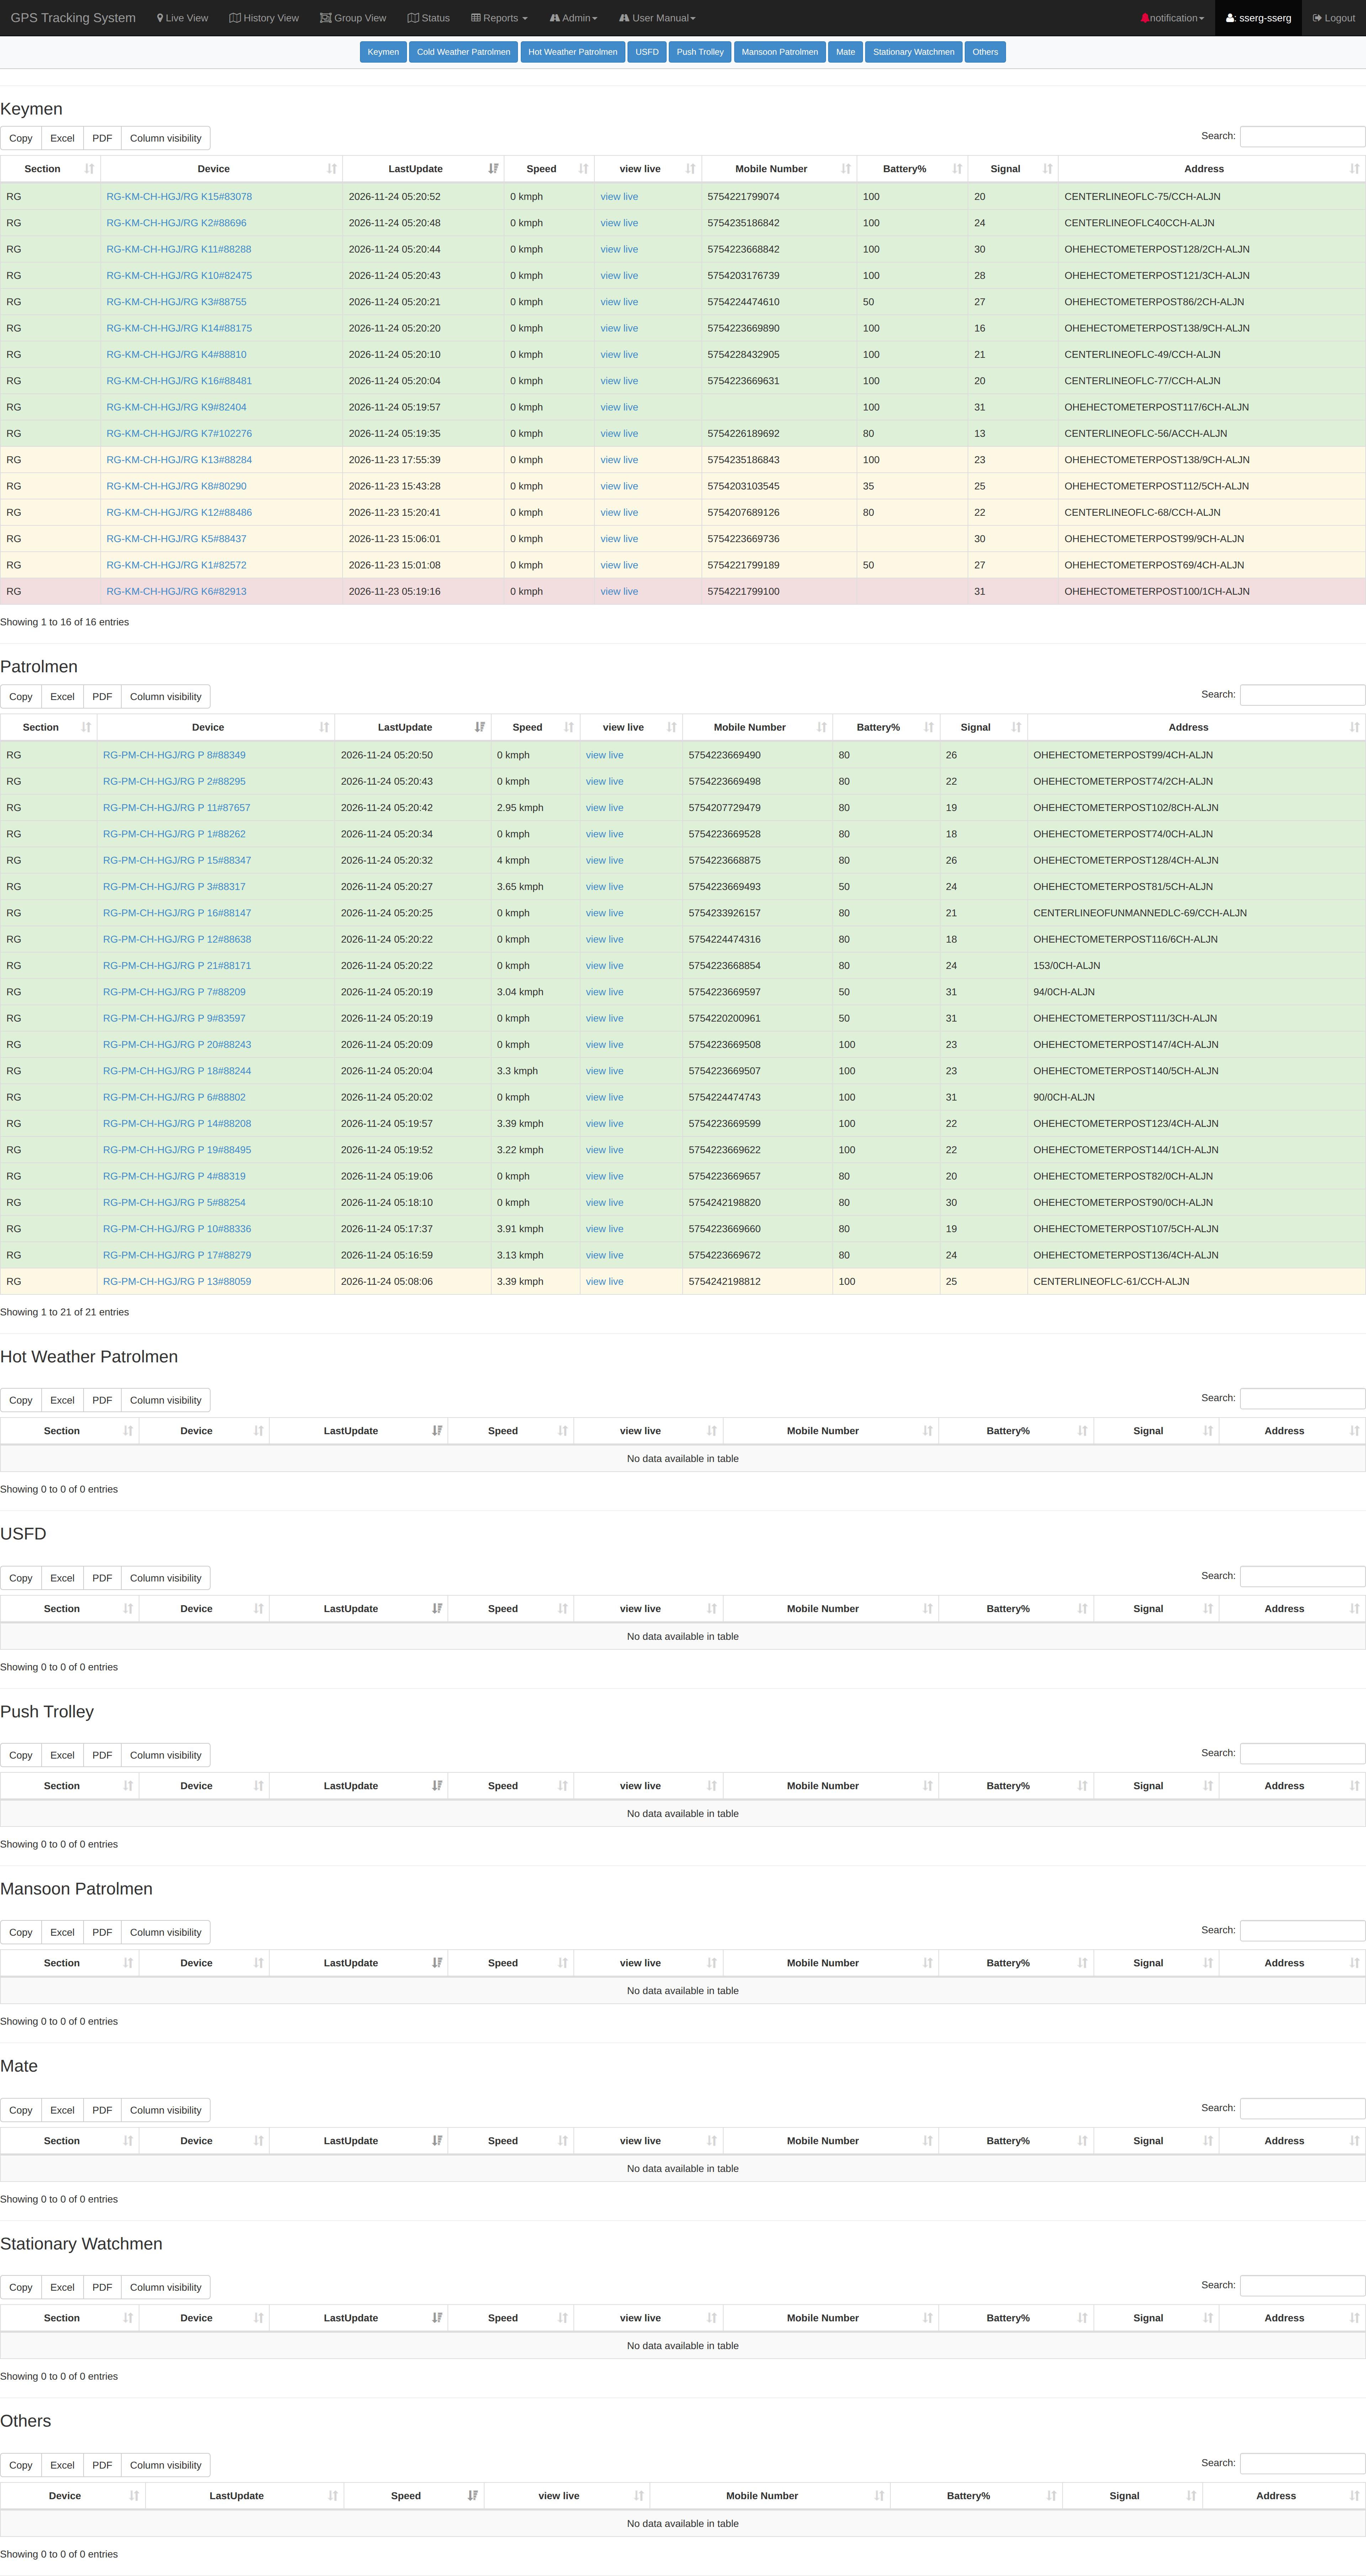 GPS Tracking System Live View History View Group View Status Reports Admin User Manual notification : sserg-sserg Logout
Keymen Cold Weather Patrolmen Hot Weather Patrolmen USFD Push Trolley Mansoon Patrolmen Mate Stationary Watchmen Others
Keymen
Copy Excel PDF Column visibility Search:
Section Device LastUpdate Speed view live Mobile Number Battery% Signal Address
RG RG-KM-CH-HGJ/RG K15#83078 2026-11-24 05:20:52 0 kmph view live 5754221799074 100 20 CENTERLINEOFLC-75/CCH-ALJN
RG RG-KM-CH-HGJ/RG K2#88696 2026-11-24 05:20:48 0 kmph view live 5754235186842 100 24 CENTERLINEOFLC40CCH-ALJN
RG RG-KM-CH-HGJ/RG K11#88288 2026-11-24 05:20:44 0 kmph view live 5754223668842 100 30 OHEHECTOMETERPOST128/2CH-ALJN
RG RG-KM-CH-HGJ/RG K10#82475 2026-11-24 05:20:43 0 kmph view live 5754203176739 100 28 OHEHECTOMETERPOST121/3CH-ALJN
RG RG-KM-CH-HGJ/RG K3#88755 2026-11-24 05:20:21 0 kmph view live 5754224474610 50 27 OHEHECTOMETERPOST86/2CH-ALJN
RG RG-KM-CH-HGJ/RG K14#88175 2026-11-24 05:20:20 0 kmph view live 5754223669890 100 16 OHEHECTOMETERPOST138/9CH-ALJN
RG RG-KM-CH-HGJ/RG K4#88810 2026-11-24 05:20:10 0 kmph view live 5754228432905 100 21 CENTERLINEOFLC-49/CCH-ALJN
RG RG-KM-CH-HGJ/RG K16#88481 2026-11-24 05:20:04 0 kmph view live 5754223669631 100 20 CENTERLINEOFLC-77/CCH-ALJN
RG RG-KM-CH-HGJ/RG K9#82404 2026-11-24 05:19:57 0 kmph view live 100 31 OHEHECTOMETERPOST117/6CH-ALJN
RG RG-KM-CH-HGJ/RG K7#102276 2026-11-24 05:19:35 0 kmph view live 5754226189692 80 13 CENTERLINEOFLC-56/ACCH-ALJN
RG RG-KM-CH-HGJ/RG K13#88284 2026-11-23 17:55:39 0 kmph view live 5754235186843 100 23 OHEHECTOMETERPOST138/9CH-ALJN
RG RG-KM-CH-HGJ/RG K8#80290 2026-11-23 15:43:28 0 kmph view live 5754203103545 35 25 OHEHECTOMETERPOST112/5CH-ALJN
RG RG-KM-CH-HGJ/RG K12#88486 2026-11-23 15:20:41 0 kmph view live 5754207689126 80 22 CENTERLINEOFLC-68/CCH-ALJN
RG RG-KM-CH-HGJ/RG K5#88437 2026-11-23 15:06:01 0 kmph view live 5754223669736 30 OHEHECTOMETERPOST99/9CH-ALJN
RG RG-KM-CH-HGJ/RG K1#82572 2026-11-23 15:01:08 0 kmph view live 5754221799189 50 27 OHEHECTOMETERPOST69/4CH-ALJN
RG RG-KM-CH-HGJ/RG K6#82913 2026-11-23 05:19:16 0 kmph view live 5754221799100 31 OHEHECTOMETERPOST100/1CH-ALJN
Showing 1 to 16 of 16 entries
Patrolmen
Copy Excel PDF Column visibility Search:
Section Device LastUpdate Speed view live Mobile Number Battery% Signal Address
RG RG-PM-CH-HGJ/RG P 8#88349 2026-11-24 05:20:50 0 kmph view live 5754223669490 80 26 OHEHECTOMETERPOST99/4CH-ALJN
RG RG-PM-CH-HGJ/RG P 2#88295 2026-11-24 05:20:43 0 kmph view live 5754223669498 80 22 OHEHECTOMETERPOST74/2CH-ALJN
RG RG-PM-CH-HGJ/RG P 11#87657 2026-11-24 05:20:42 2.95 kmph view live 5754207729479 80 19 OHEHECTOMETERPOST102/8CH-ALJN
RG RG-PM-CH-HGJ/RG P 1#88262 2026-11-24 05:20:34 0 kmph view live 5754223669528 80 18 OHEHECTOMETERPOST74/0CH-ALJN
RG RG-PM-CH-HGJ/RG P 15#88347 2026-11-24 05:20:32 4 kmph view live 5754223668875 80 26 OHEHECTOMETERPOST128/4CH-ALJN
RG RG-PM-CH-HGJ/RG P 3#88317 2026-11-24 05:20:27 3.65 kmph view live 5754223669493 50 24 OHEHECTOMETERPOST81/5CH-ALJN
RG RG-PM-CH-HGJ/RG P 16#88147 2026-11-24 05:20:25 0 kmph view live 5754233926157 80 21 CENTERLINEOFUNMANNEDLC-69/CCH-ALJN
RG RG-PM-CH-HGJ/RG P 12#88638 2026-11-24 05:20:22 0 kmph view live 5754224474316 80 18 OHEHECTOMETERPOST116/6CH-ALJN
RG RG-PM-CH-HGJ/RG P 21#88171 2026-11-24 05:20:22 0 kmph view live 5754223668854 80 24 153/0CH-ALJN
RG RG-PM-CH-HGJ/RG P 7#88209 2026-11-24 05:20:19 3.04 kmph view live 5754223669597 50 31 94/0CH-ALJN
RG RG-PM-CH-HGJ/RG P 9#83597 2026-11-24 05:20:19 0 kmph view live 5754220200961 50 31 OHEHECTOMETERPOST111/3CH-ALJN
RG RG-PM-CH-HGJ/RG P 20#88243 2026-11-24 05:20:09 0 kmph view live 5754223669508 100 23 OHEHECTOMETERPOST147/4CH-ALJN
RG RG-PM-CH-HGJ/RG P 18#88244 2026-11-24 05:20:04 3.3 kmph view live 5754223669507 100 23 OHEHECTOMETERPOST140/5CH-ALJN
RG RG-PM-CH-HGJ/RG P 6#88802 2026-11-24 05:20:02 0 kmph view live 5754224474743 100 31 90/0CH-ALJN
RG RG-PM-CH-HGJ/RG P 14#88208 2026-11-24 05:19:57 3.39 kmph view live 5754223669599 100 22 OHEHECTOMETERPOST123/4CH-ALJN
RG RG-PM-CH-HGJ/RG P 19#88495 2026-11-24 05:19:52 3.22 kmph view live 5754223669622 100 22 OHEHECTOMETERPOST144/1CH-ALJN
RG RG-PM-CH-HGJ/RG P 4#88319 2026-11-24 05:19:06 0 kmph view live 5754223669657 80 20 OHEHECTOMETERPOST82/0CH-ALJN
RG RG-PM-CH-HGJ/RG P 5#88254 2026-11-24 05:18:10 0 kmph view live 5754242198820 80 30 OHEHECTOMETERPOST90/0CH-ALJN
RG RG-PM-CH-HGJ/RG P 10#88336 2026-11-24 05:17:37 3.91 kmph view live 5754223669660 80 19 OHEHECTOMETERPOST107/5CH-ALJN
RG RG-PM-CH-HGJ/RG P 17#88279 2026-11-24 05:16:59 3.13 kmph view live 5754223669672 80 24 OHEHECTOMETERPOST136/4CH-ALJN
RG RG-PM-CH-HGJ/RG P 13#88059 2026-11-24 05:08:06 3.39 kmph view live 5754242198812 100 25 CENTERLINEOFLC-61/CCH-ALJN
Showing 1 to 21 of 21 entries
Hot Weather Patrolmen
Copy Excel PDF Column visibility Search:
Section Device LastUpdate Speed view live Mobile Number Battery% Signal Address
No data available in table
Showing 0 to 0 of 0 entries
USFD
Copy Excel PDF Column visibility Search:
Section Device LastUpdate Speed view live Mobile Number Battery% Signal Address
No data available in table
Showing 0 to 0 of 0 entries
Push Trolley
Copy Excel PDF Column visibility Search:
Section Device LastUpdate Speed view live Mobile Number Battery% Signal Address
No data available in table
Showing 0 to 0 of 0 entries
Mansoon Patrolmen
Copy Excel PDF Column visibility Search:
Section Device LastUpdate Speed view live Mobile Number Battery% Signal Address
No data available in table
Showing 0 to 0 of 0 entries
Mate
Copy Excel PDF Column visibility Search:
Section Device LastUpdate Speed view live Mobile Number Battery% Signal Address
No data available in table
Showing 0 to 0 of 0 entries
Stationary Watchmen
Copy Excel PDF Column visibility Search:
Section Device LastUpdate Speed view live Mobile Number Battery% Signal Address
No data available in table
Showing 0 to 0 of 0 entries
Others
Copy Excel PDF Column visibility Search:
Device LastUpdate Speed view live Mobile Number Battery% Signal Address
No data available in table
Showing 0 to 0 of 0 entries